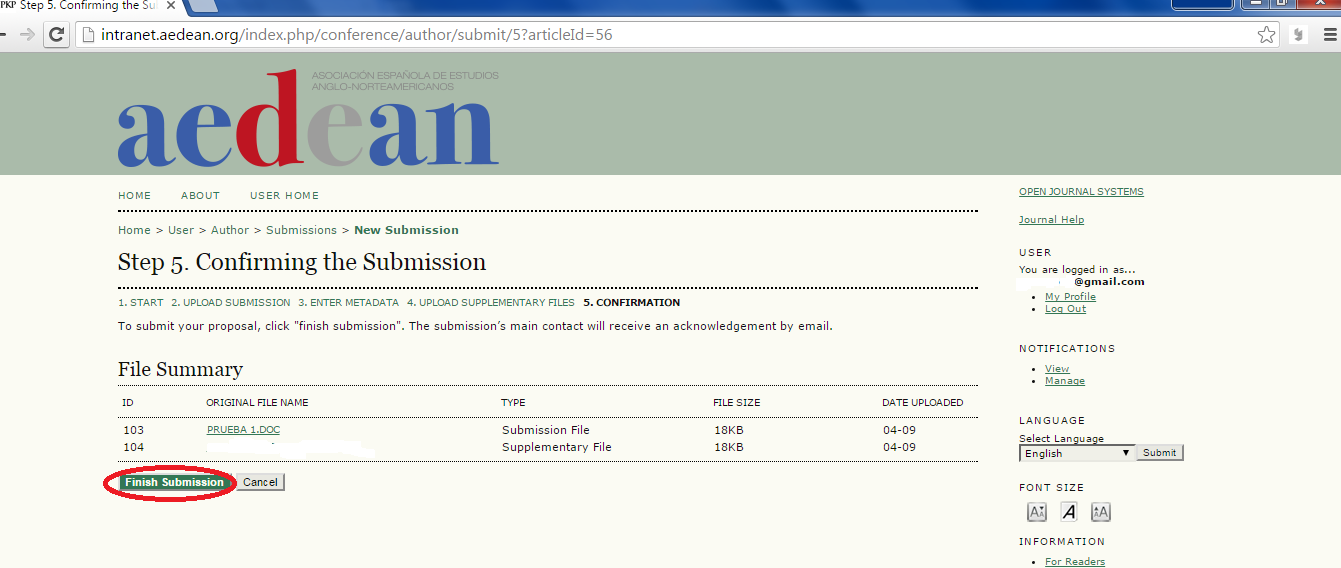 PKP Step 5. Confirming the Su
intranet.aedean.org/index.php/conference/author/submit/5?articleId=56
ASOCIACIÓN ESPAÑOLA DE ESTUDIOS
ANGLO-NORTEAMERICANOS
aedean
HOME ABOUT USER HOME
Home > User > Author > Submissions > New Submission
Step 5. Confirming the Submission
1. START 2. UPLOAD SUBMISSION 3. ENTER METADATA 4. UPLOAD SUPPLEMENTARY FILES 5. CONFIRMATION
To submit your proposal, click "finish submission". The submission’s main contact will receive an acknowledgement by email.
File Summary
ID ORIGINAL FILE NAME TYPE FILE SIZE DATE UPLOADED
103 PRUEBA 1.DOC Submission File 18KB 04-09
104 Supplementary File 18KB 04-09
Finish Submission Cancel
OPEN JOURNAL SYSTEMS
Journal Help
USER
You are logged in as...
@gmail.com
My Profile
Log Out
NOTIFICATIONS
View
Manage
LANGUAGE
Select Language
English Submit
FONT SIZE
A A A A A
INFORMATION
For Readers